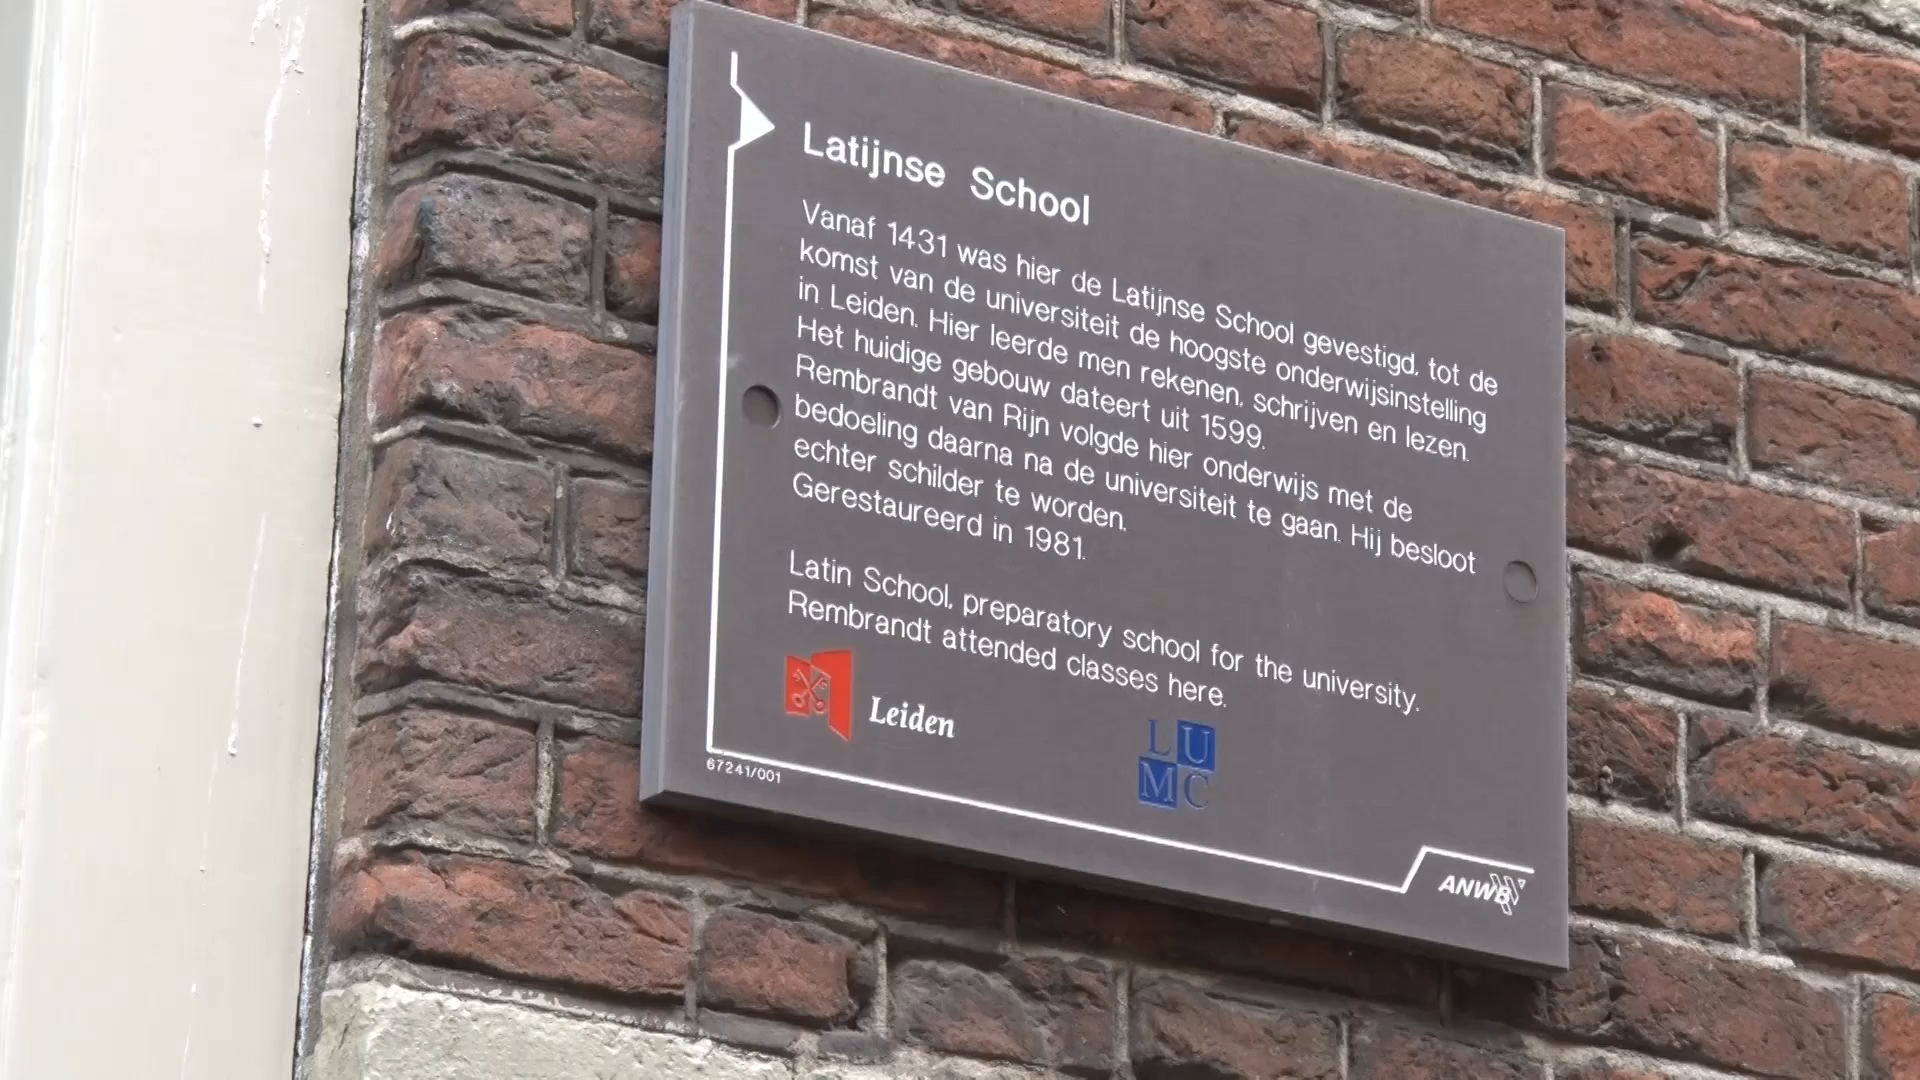 Latijnse School
Vanaf 1431 was hier de Latijnse School gevestigd, tot de
komst van de universiteit de hoogste onderwijsinstelling
in Leiden. Hier leerde men rekenen, schrijven en lezen.
Het huidige gebouw dateert uit 1599.
Rembrandt van Rijn volgde hier onderwijs met de
bedoeling daarna na de universiteit te gaan. Hij besloot
echter schilder te worden.
Gerestaureerd in 1981.
Latin School, preparatory school for the university.
Rembrandt attended classes here.
Leiden
LU
MC
67241/001
ANWB